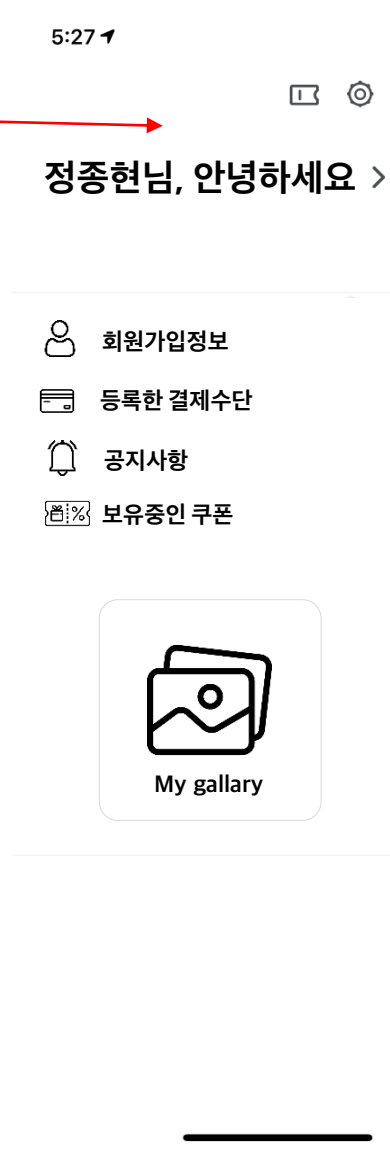 5:27
정종현님, 안녕하세요
회원가입정보
등록한 결제수단
공지사항
보유중인 쿠폰
My gallary